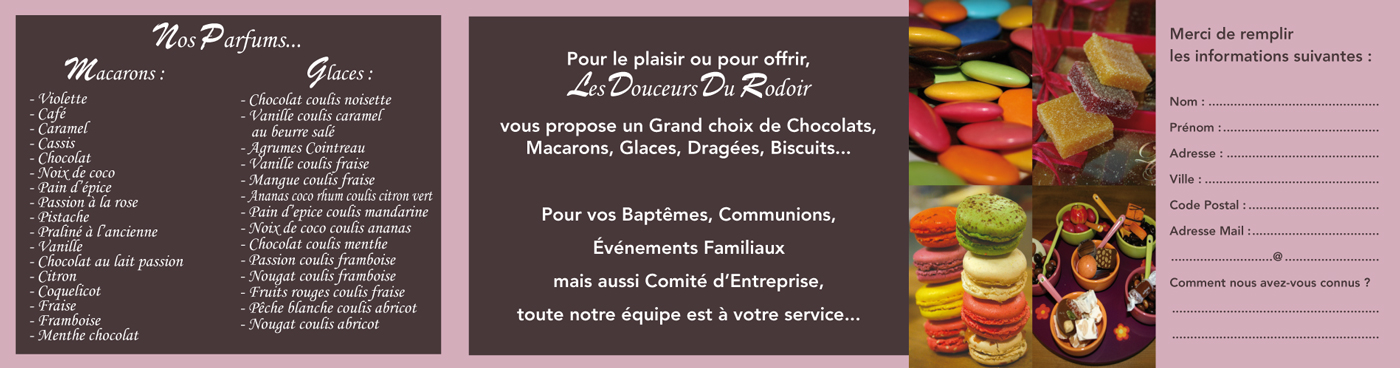 Nos Parfums...
Macarons :
- Violette
- Café
- Caramel
- Cassis
- Chocolat
- Noix de coco
- Pain d'épice
- Passion à la rose
- Pistache
- Praliné à l'ancienne
- Vanille
- Chocolat au lait passion
- Citron
- Coquelicot
- Fraise
- Framboise
- Menthe chocolat
Glaces :
- Chocolat coulis noisette
- Vanille coulis caramel
au beurre salé
- Agrumes Cointreau
- Vanille coulis fraise
- Mangue coulis fraise
- Ananas coco rhum coulis citron vert
- Pain d'epice coulis mandarine
- Noix de coco coulis ananas
- Chocolat coulis menthe
- Passion coulis framboise
- Nougat coulis framboise
- Fruits rouges coulis fraise
- Pêche blanche coulis abricot
- Nougat coulis abricot
Pour le plaisir ou pour offrir,
Les Douceurs Du Rodoir
vous propose un Grand choix de Chocolats,
Macarons, Glaces, Dragées, Biscuits...
Pour vos Baptêmes, Communions,
Événements Familiaux
mais aussi Comité d'Entreprise,
toute notre équipe est à votre service...
Merci de remplir
les informations suivantes :
Nom : ..........................................
Prénom :......................................
Adresse : .....................................
Ville : ...........................................
Code Postal :................................
Adresse Mail :...............................
.........................@ .......................
Comment nous avez-vous connus ?
...................................................
...................................................